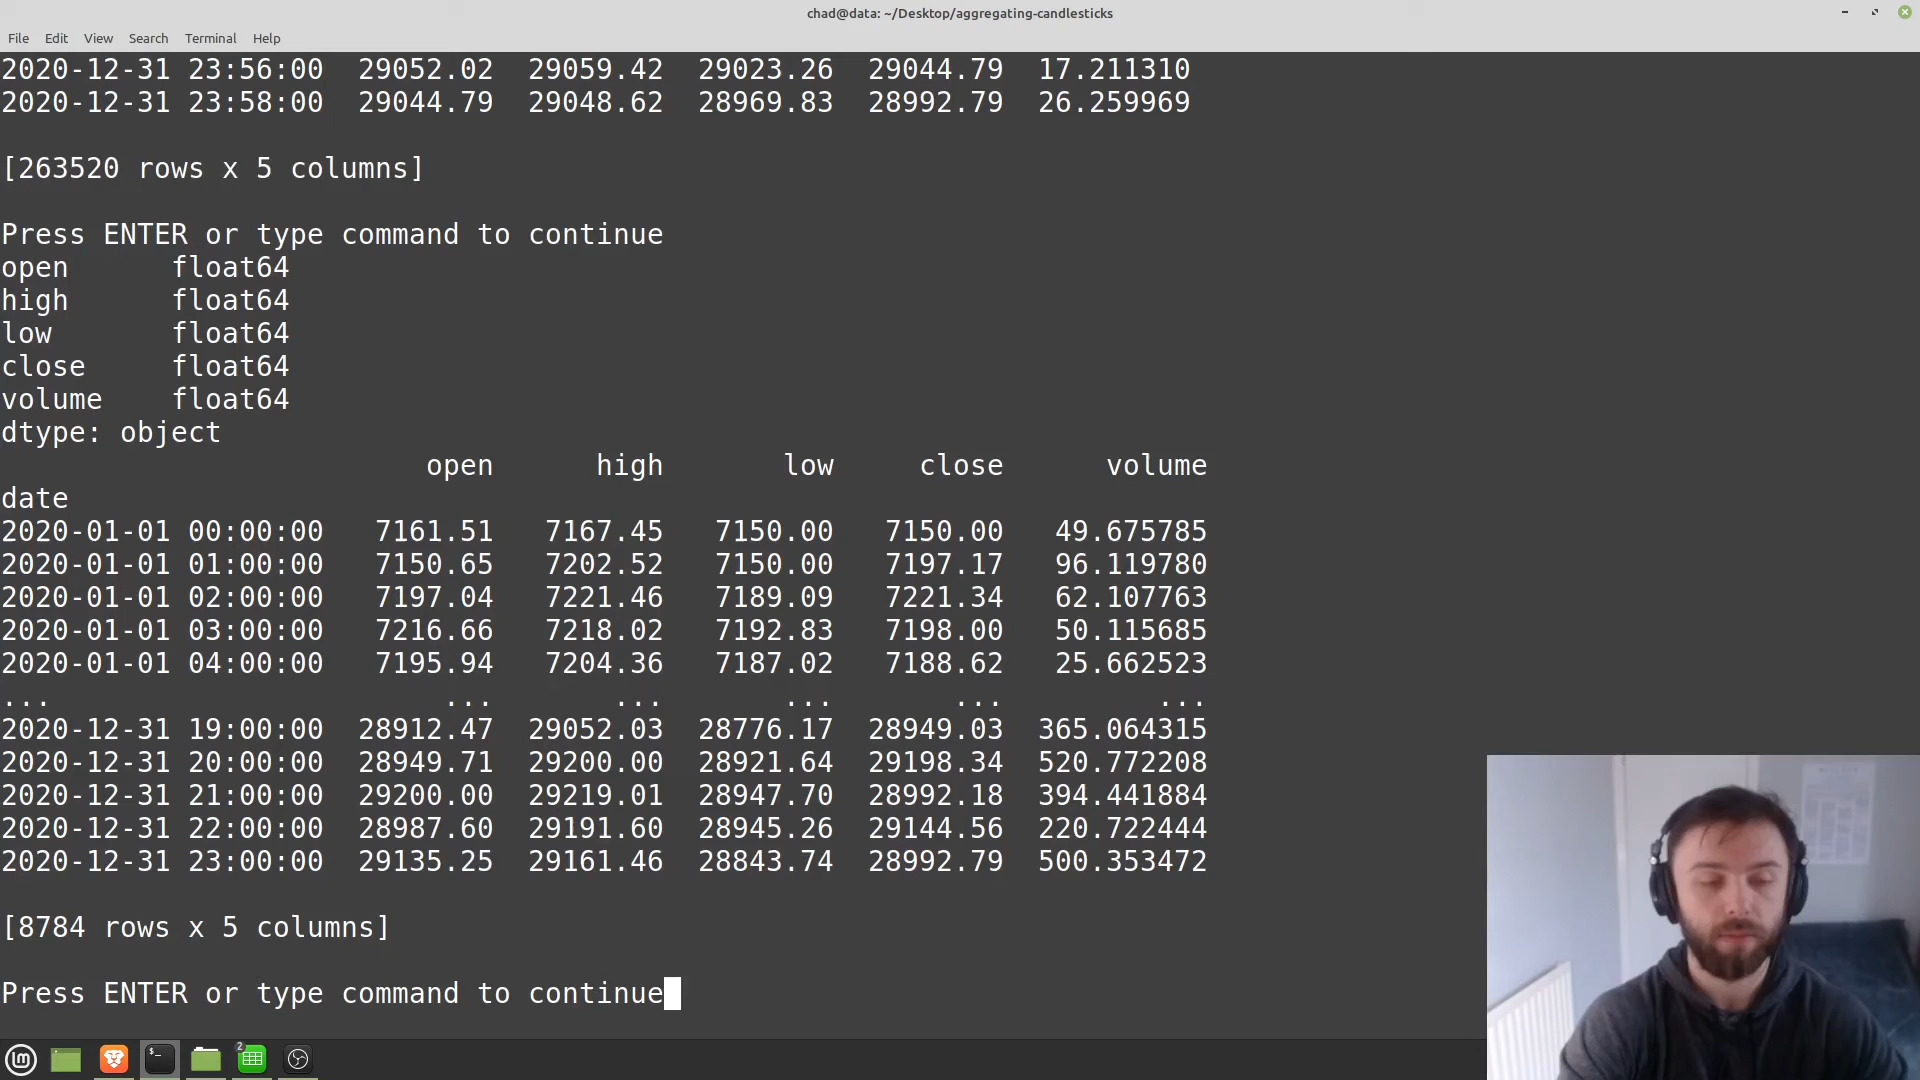 chad@data: ~/Desktop/aggregating-candlesticks
File Edit View Search Terminal Help
2020-12-31 23:56:00 29052.02 29059.42 29023.26 29044.79 17.211310
2020-12-31 23:58:00 29044.79 29048.62 28969.83 28992.79 26.259969
[263520 rows x 5 columns]
Press ENTER or type command to continue
open float64
high float64
low float64
close float64
volume float64
dtype: object
open high low close volume
date
2020-01-01 00:00:00 7161.51 7167.45 7150.00 7150.00 49.675785
2020-01-01 01:00:00 7150.65 7202.52 7150.00 7197.17 96.119780
2020-01-01 02:00:00 7197.04 7221.46 7189.09 7221.34 62.107763
2020-01-01 03:00:00 7216.66 7218.02 7192.83 7198.00 50.115685
2020-01-01 04:00:00 7195.94 7204.36 7187.02 7188.62 25.662523
... ... ... ... ... ...
2020-12-31 19:00:00 28912.47 29052.03 28776.17 28949.03 365.064315
2020-12-31 20:00:00 28949.71 29200.00 28921.64 29198.34 520.772208
2020-12-31 21:00:00 29200.00 29219.01 28947.70 28992.18 394.441884
2020-12-31 22:00:00 28987.60 29191.60 28945.26 29144.56 220.722444
2020-12-31 23:00:00 29135.25 29161.46 28843.74 28992.79 500.353472
[8784 rows x 5 columns]
Press ENTER or type command to continue
2